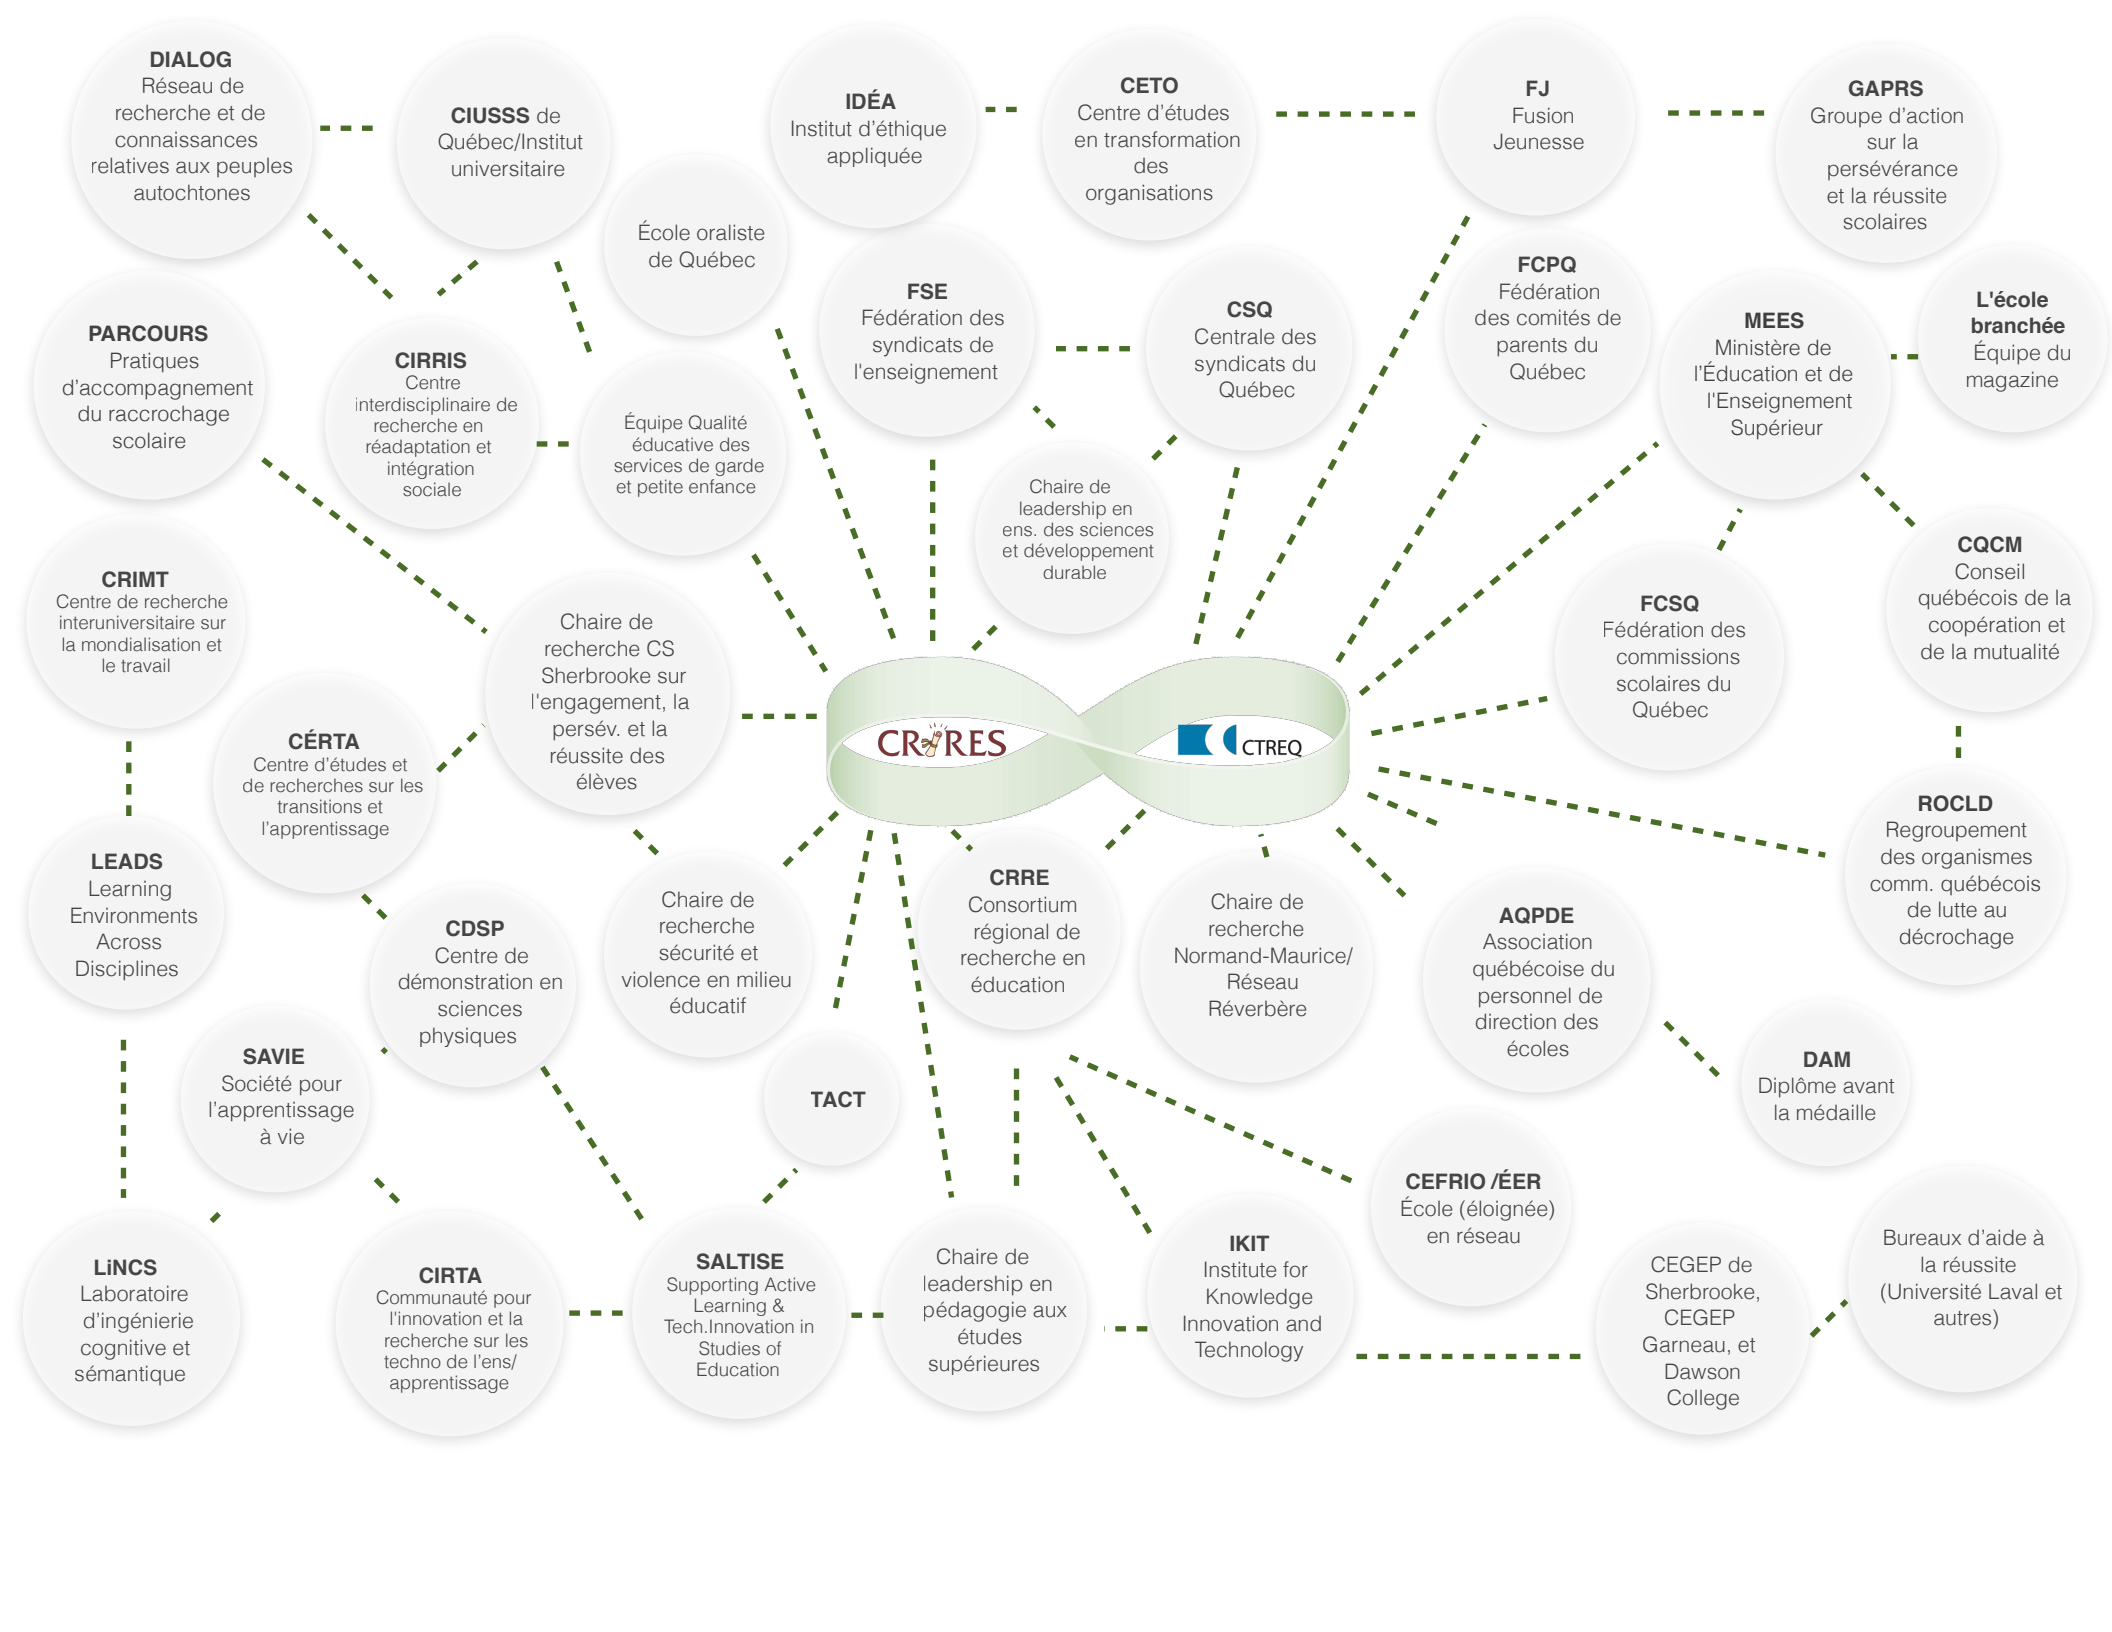 DIALOG
Réseau de
recherche et de
connaissances
relatives aux peuples
autochtones
CIUSSS de
Québec/Institut
universitaire
École oraliste
de Québec
IDÉA
Institut d'éthique
appliquée
CETO
Centre d'études
en transformation
des
organisations
FJ
Fusion
Jeunesse
GAPRS
Groupe d'action
sur la
persévérance
et la réussite
scolaires
PARCOURS
Pratiques
d'accompagnement
du raccrochage
scolaire
CIRRIS
Centre
interdisciplinaire de
recherche en
réadaptation et
intégration
sociale
Équipe Qualité
éducative des
services de garde
et petite enfance
FSE
Fédération des
syndicats de
l'enseignement
CSQ
Centrale des
syndicats du
Québec
FCPQ
Fédération
des comités de
parents du
Québec
MEES
Ministère de
l'Éducation et de
l'Enseignement
Supérieur
L'école
branchée
Équipe du
magazine
Chaire de
leadership en
ens. des sciences
et développement
durable
CRIMT
Centre de recherche
interuniversitaire sur
la mondialisation et
le travail
Chaire de
recherche CS
Sherbrooke sur
l'engagement, la
persév. et la
réussite des
élèves
FCSQ
Fédération des
commissions
scolaires du
Québec
CQCM
Conseil
québécois de la
coopération et
de la mutualité
CÉRTA
Centre d'études et
de recherches sur les
transitions et
l'apprentissage
CRIRES
CTREQ
ROCLD
Regroupement
des organismes
comm. québécois
de lutte au
décrochage
LEADS
Learning
Environments
Across
Disciplines
CDSP
Centre de
démonstration en
sciences
physiques
Chaire de
recherche
sécurité et
violence en milieu
éducatif
CRRE
Consortium
régional de
recherche en
éducation
Chaire de
recherche
Normand-Maurice/
Réseau
Réverbère
AQPDE
Association
québécoise du
personnel de
direction des
écoles
SAVIE
Société pour
l'apprentissage
à vie
TACT
DAM
Diplôme avant
la médaille
CEFRIO /ÉER
École (éloignée)
en réseau
LiNCS
Laboratoire
d'ingénierie
cognitive et
sémantique
CIRTA
Communauté pour
l'innovation et la
recherche sur les
techno de l'ens/
apprentissage
SALTISE
Supporting Active
Learning &
Tech.Innovation in
Studies of
Education
Chaire de
leadership en
pédagogie aux
études
supérieures
IKIT
Institute for
Knowledge
Innovation and
Technology
CEGEP de
Sherbrooke,
CEGEP
Garneau, et
Dawson
College
Bureaux d'aide à
la réussite
(Université Laval et
autres)